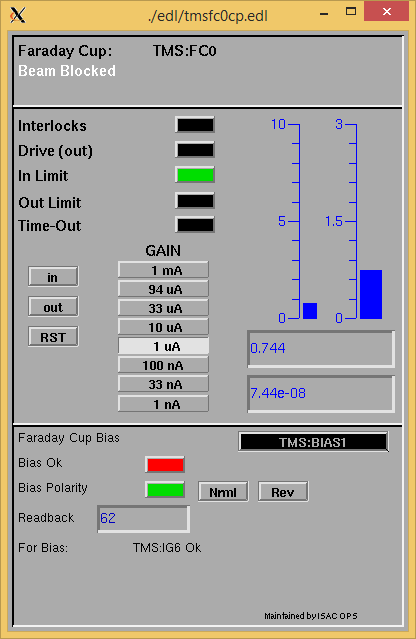 ./edl/tmsfc0cp.edl
Faraday Cup: TMS:FC0
Beam Blocked
Interlocks
Drive (out)
In Limit
Out Limit
Time-Out
10
5
0
3
1.5
0
GAIN
1 mA
94 uA
33 uA
10 uA
1 uA
100 nA
33 nA
1 nA
in
out
RST
0.744
7.44e-08
Faraday Cup Bias TMS:BIAS1
Bias Ok
Bias Polarity Nrml Rev
Readback 62
For Bias: TMS:IG6 Ok
Maintained by ISAC OPS